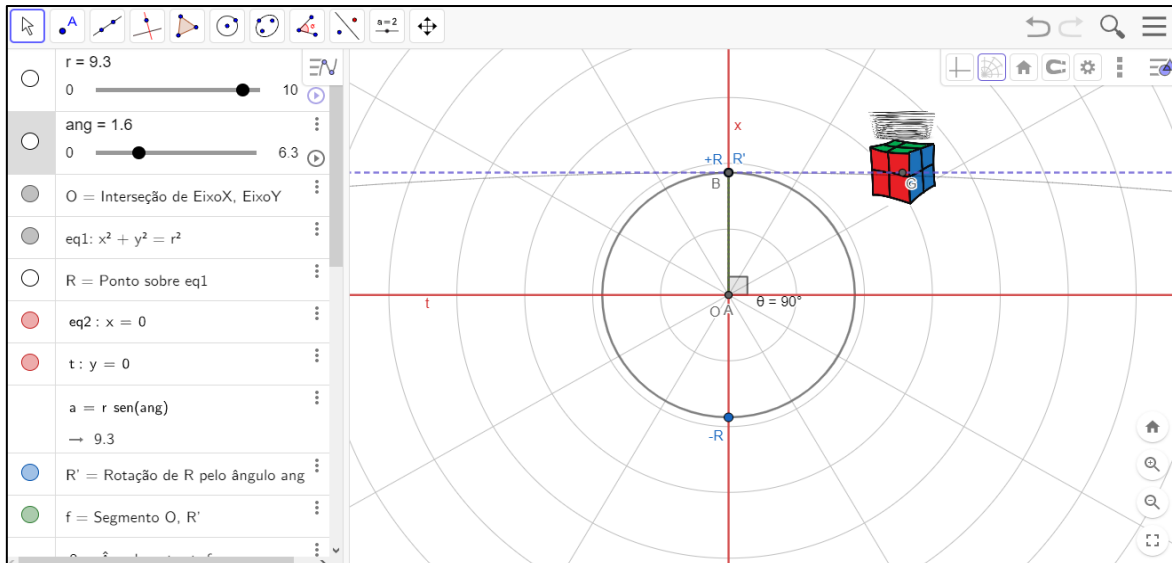 A
a=2
r = 9.3
0
10
ang = 1.6
0
6.3
O = Interseção de EixoX, EixoY
eq1: x² + y² = r²
R = Ponto sobre eq1
eq2 : x = 0
t : y = 0
a = r sen(ang)
→ 9.3
R' = Rotação de R pelo ângulo ang
f = Segmento O, R'
x
+R R'
B
G
t
O A
θ = 90°
-R